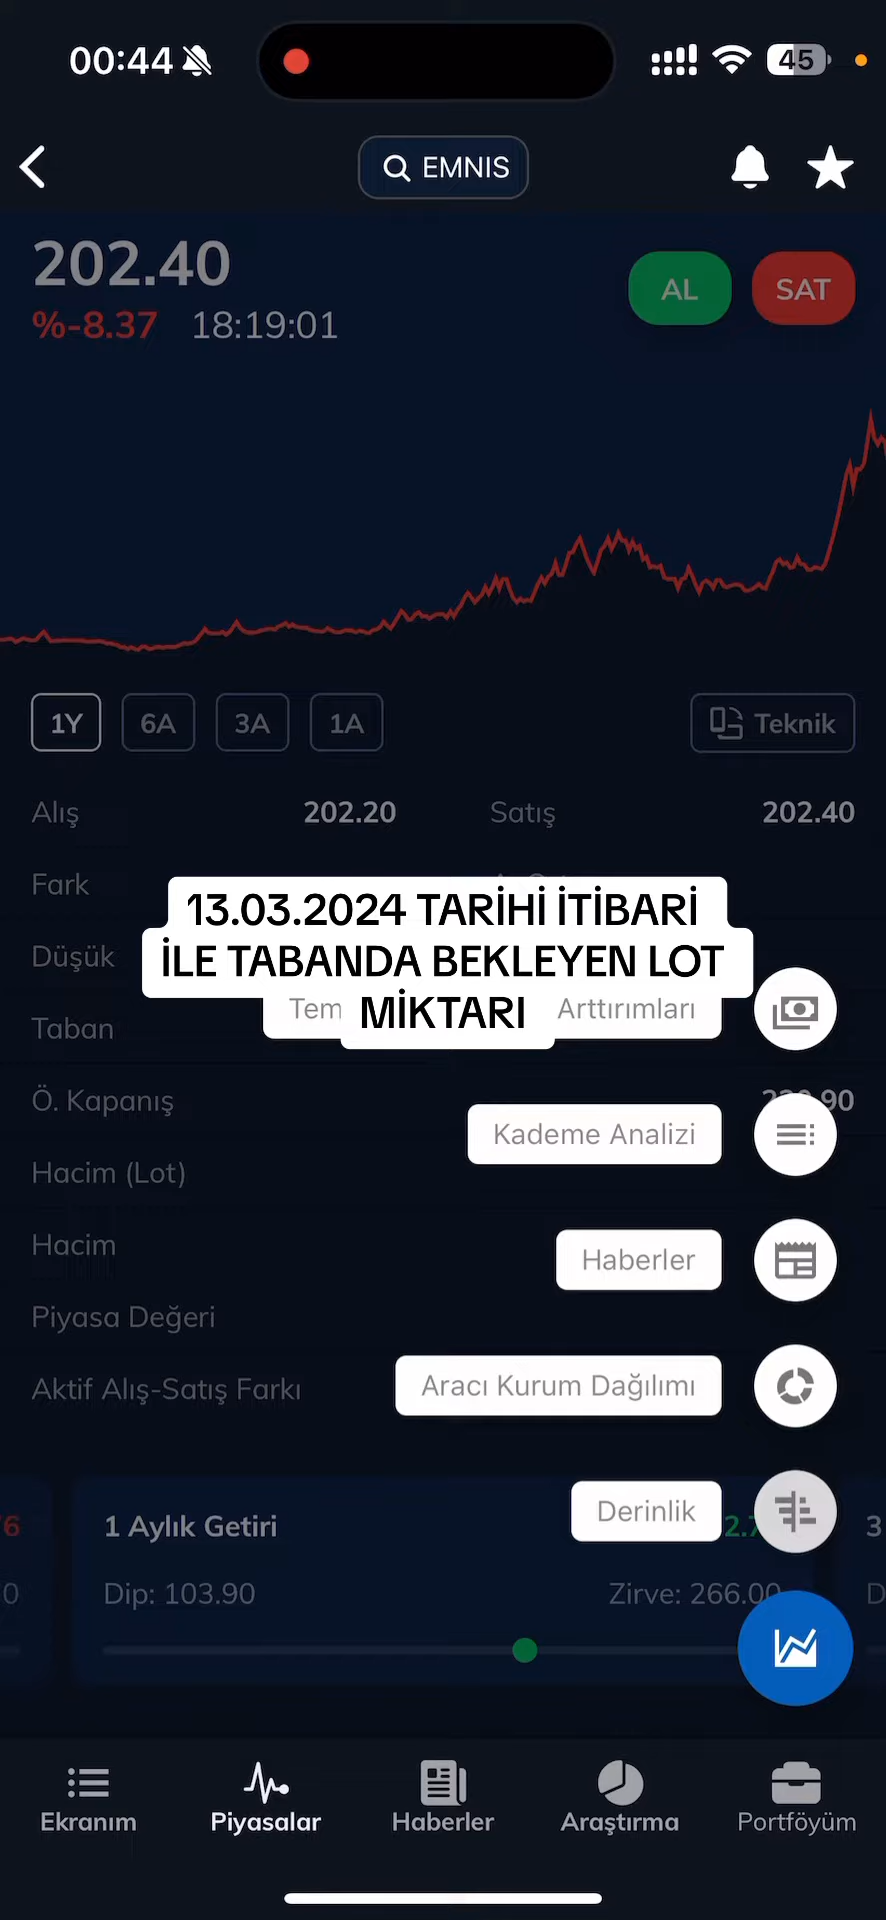 00:44
45
EMNIS
202.40
AL
SAT
%-8.37 18:19:01
1Y
6A
3A
1A
Teknik
Alış 202.20
Satış 202.40
Fark
13.03.2024 TARİHİ İTİBARİ
İLE TABANDA BEKLEYEN LOT
MİKTARI
Düşük
Arttırımları
Taban
Ö. Kapanış
Kademe Analizi
Hacim (Lot)
Hacim
Haberler
Piyasa Değeri
Aktif Alış-Satış Farkı
Aracı Kurum Dağılımı
1 Aylık Getiri
Derinlik
Dip: 103.90
Zirve: 266.00
Ekranım
Piyasalar
Haberler
Araştırma
Portföyüm